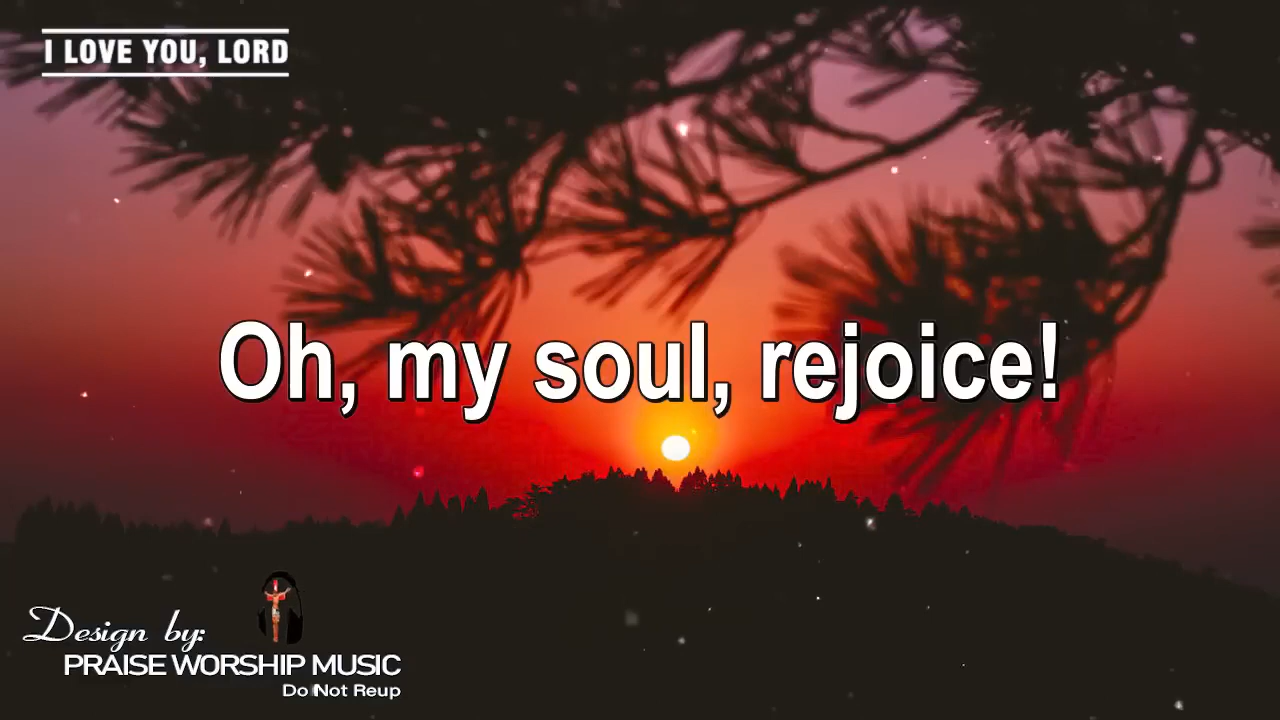 I LOVE YOU, LORD
Oh, my soul, rejoice!
Design by:
PRAISE WORSHIP MUSIC
Do Not Reup